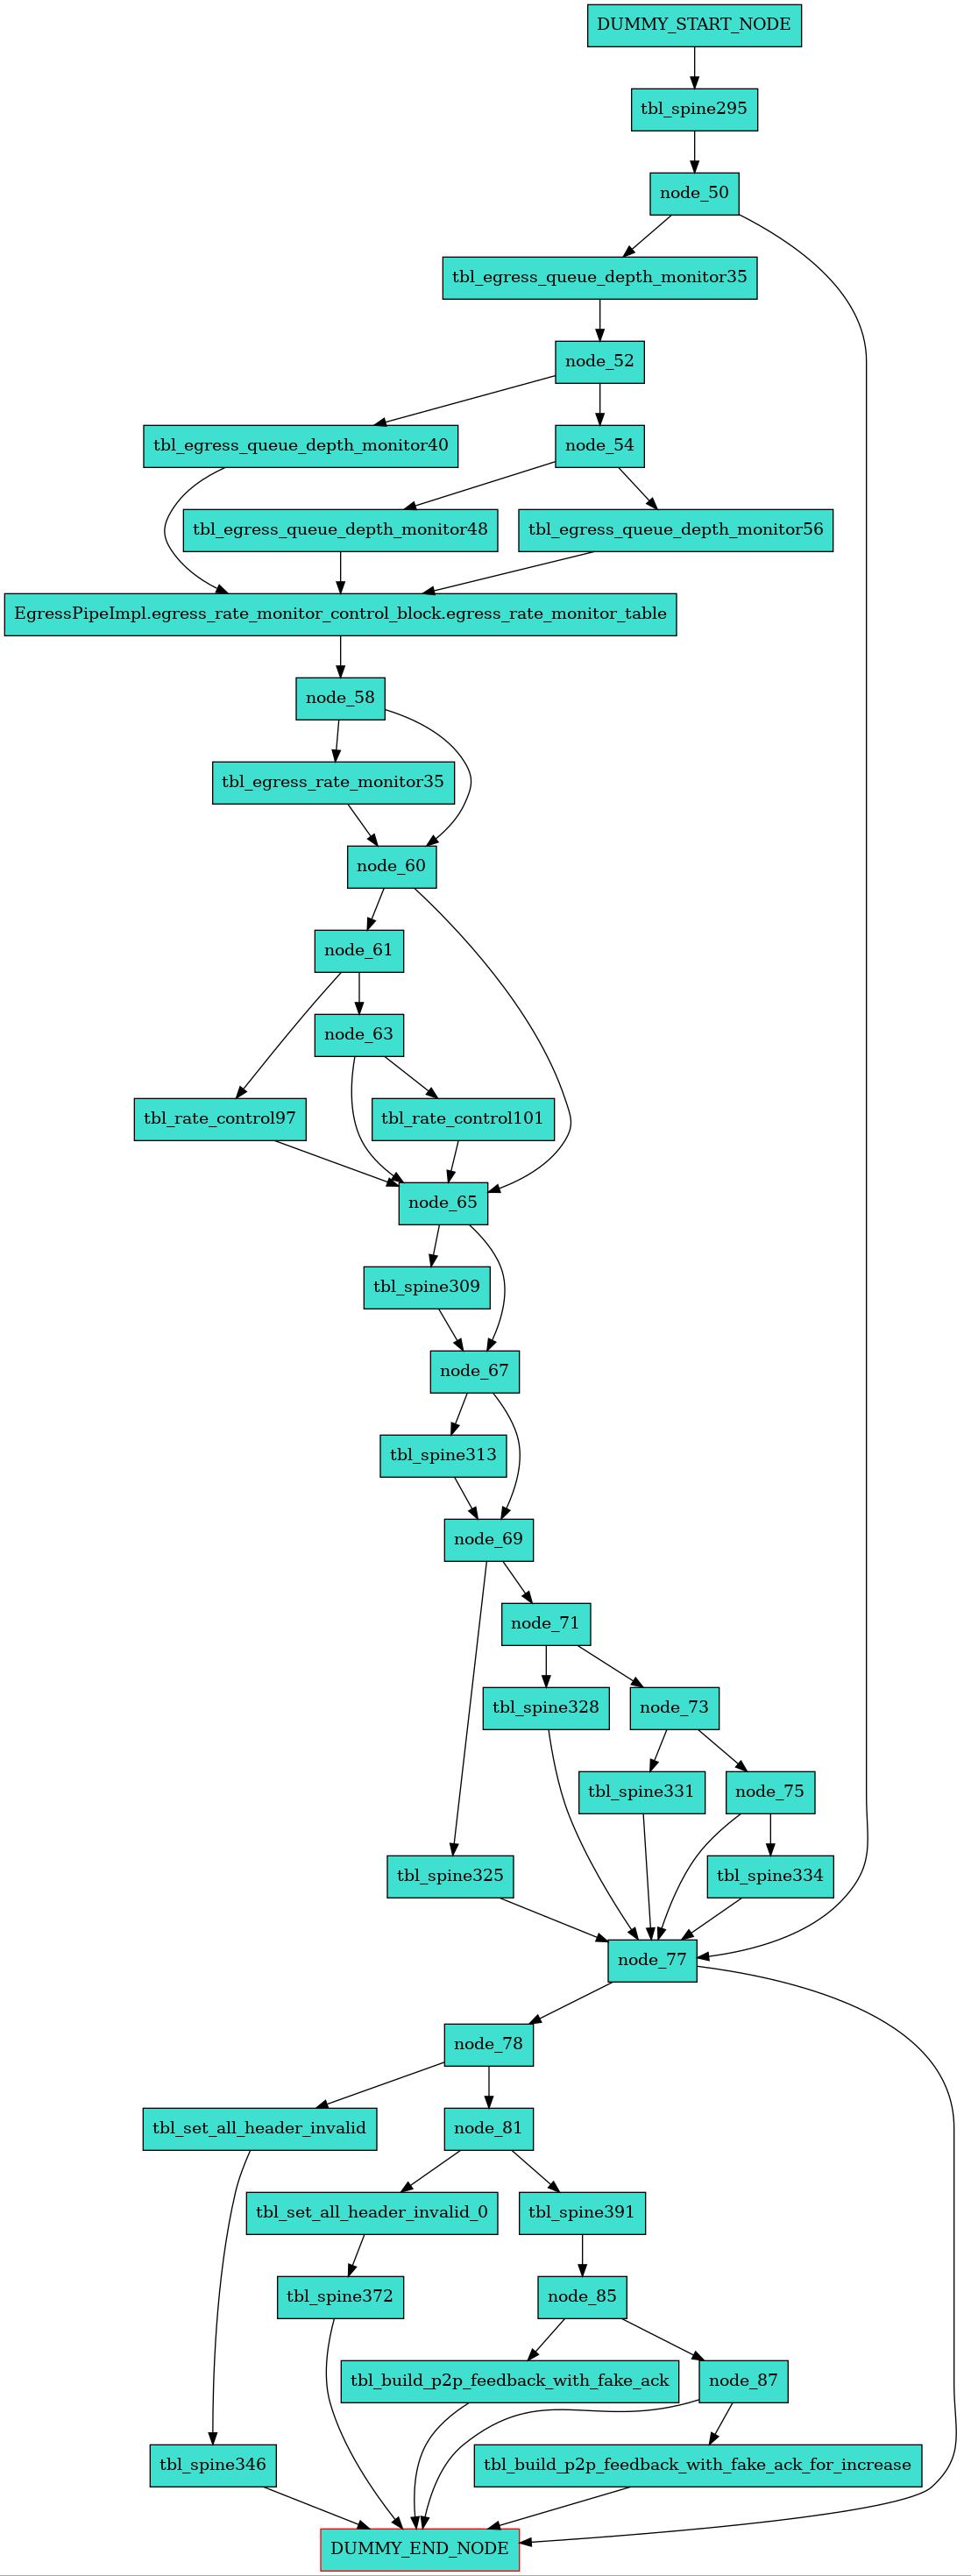 DUMMY_START_NODE
tbl_spine295
node_50
tbl_egress_queue_depth_monitor35
node_52
tbl_egress_queue_depth_monitor40
node_54
tbl_egress_queue_depth_monitor48
tbl_egress_queue_depth_monitor56
EgressPipeImpl.egress_rate_monitor_control_block.egress_rate_monitor_table
node_58
tbl_egress_rate_monitor35
node_60
node_61
node_63
tbl_rate_control97
tbl_rate_control101
node_65
tbl_spine309
node_67
tbl_spine313
node_69
node_71
tbl_spine328
node_73
tbl_spine331
node_75
tbl_spine325
tbl_spine334
node_77
node_78
tbl_set_all_header_invalid
node_81
tbl_set_all_header_invalid_0
tbl_spine391
tbl_spine372
node_85
tbl_build_p2p_feedback_with_fake_ack
node_87
tbl_spine346
tbl_build_p2p_feedback_with_fake_ack_for_increase
DUMMY_END_NODE